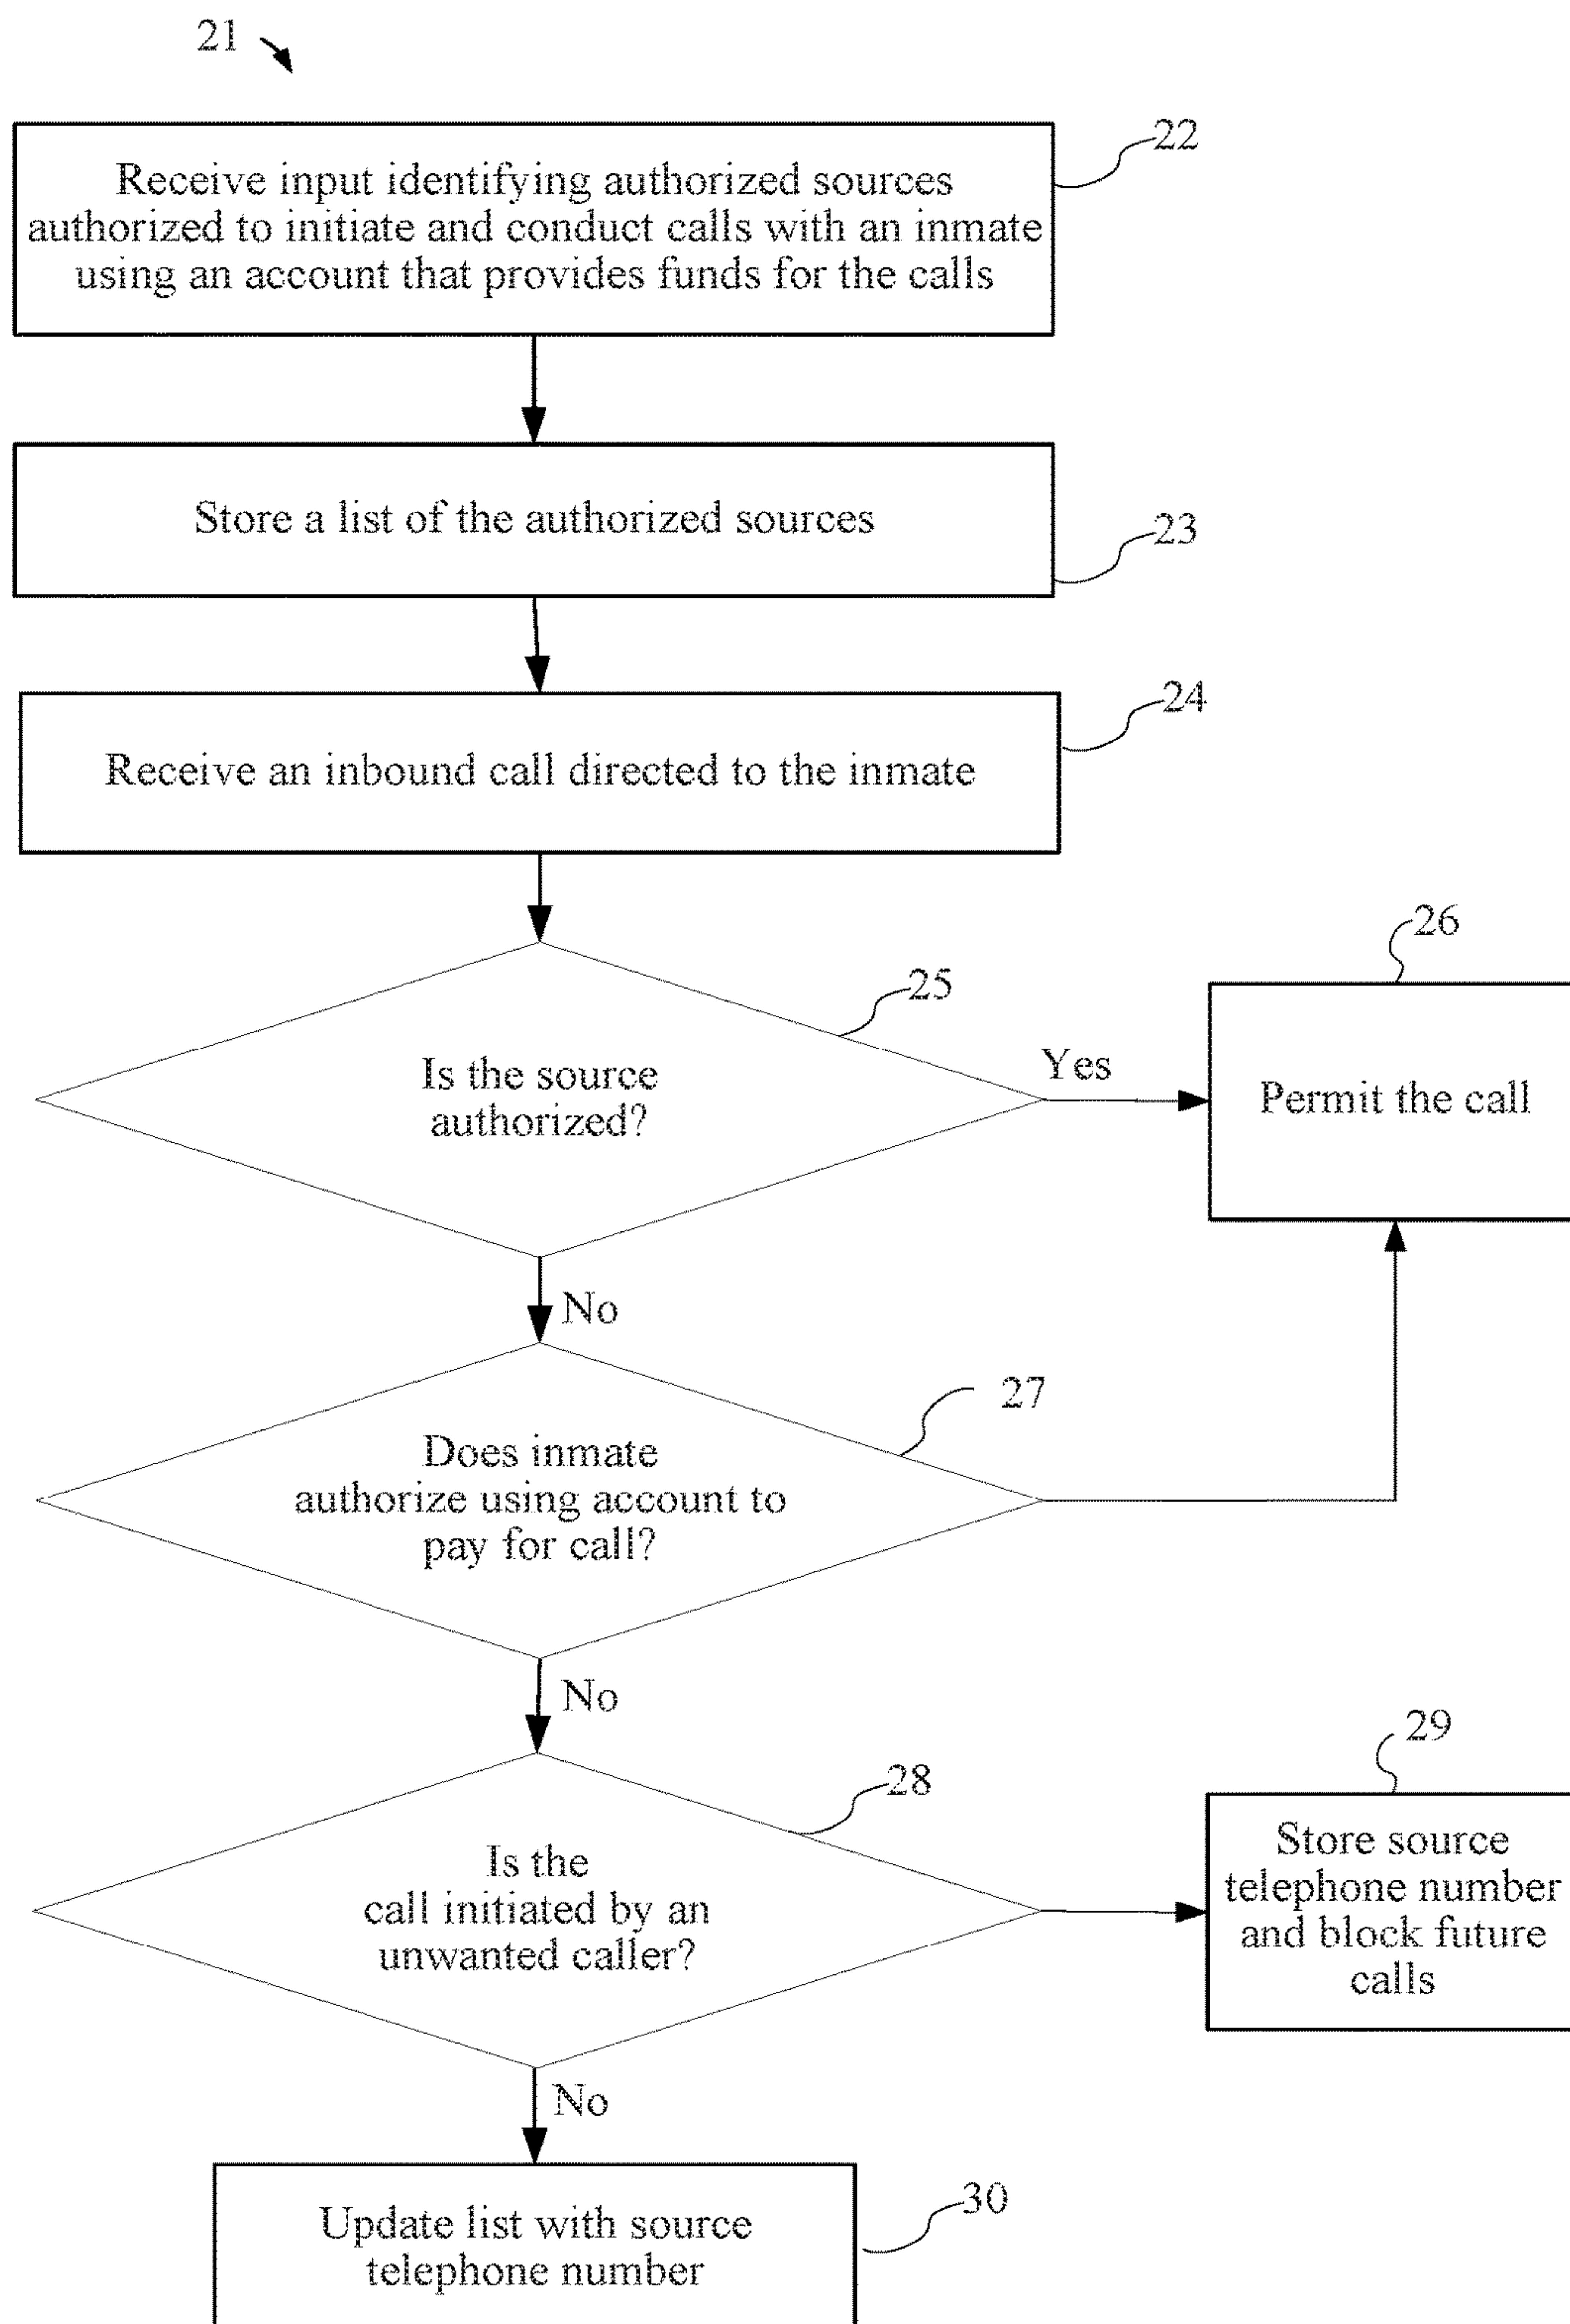 21
22
Receive input identifying authorized sources
authorized to initiate and conduct calls with an inmate
using an account that provides funds for the calls
Store a list of the authorized sources
23
24
Receive an inbound call directed to the inmate
26
25
Is the source
authorized?
Yes
Permit the call
No
27
Does inmate
authorize using account to
pay for call?
No
29
28
Is the
call initiated by an
unwanted caller?
Store source
telephone number
and block future
calls
No
30
Update list with source
telephone number